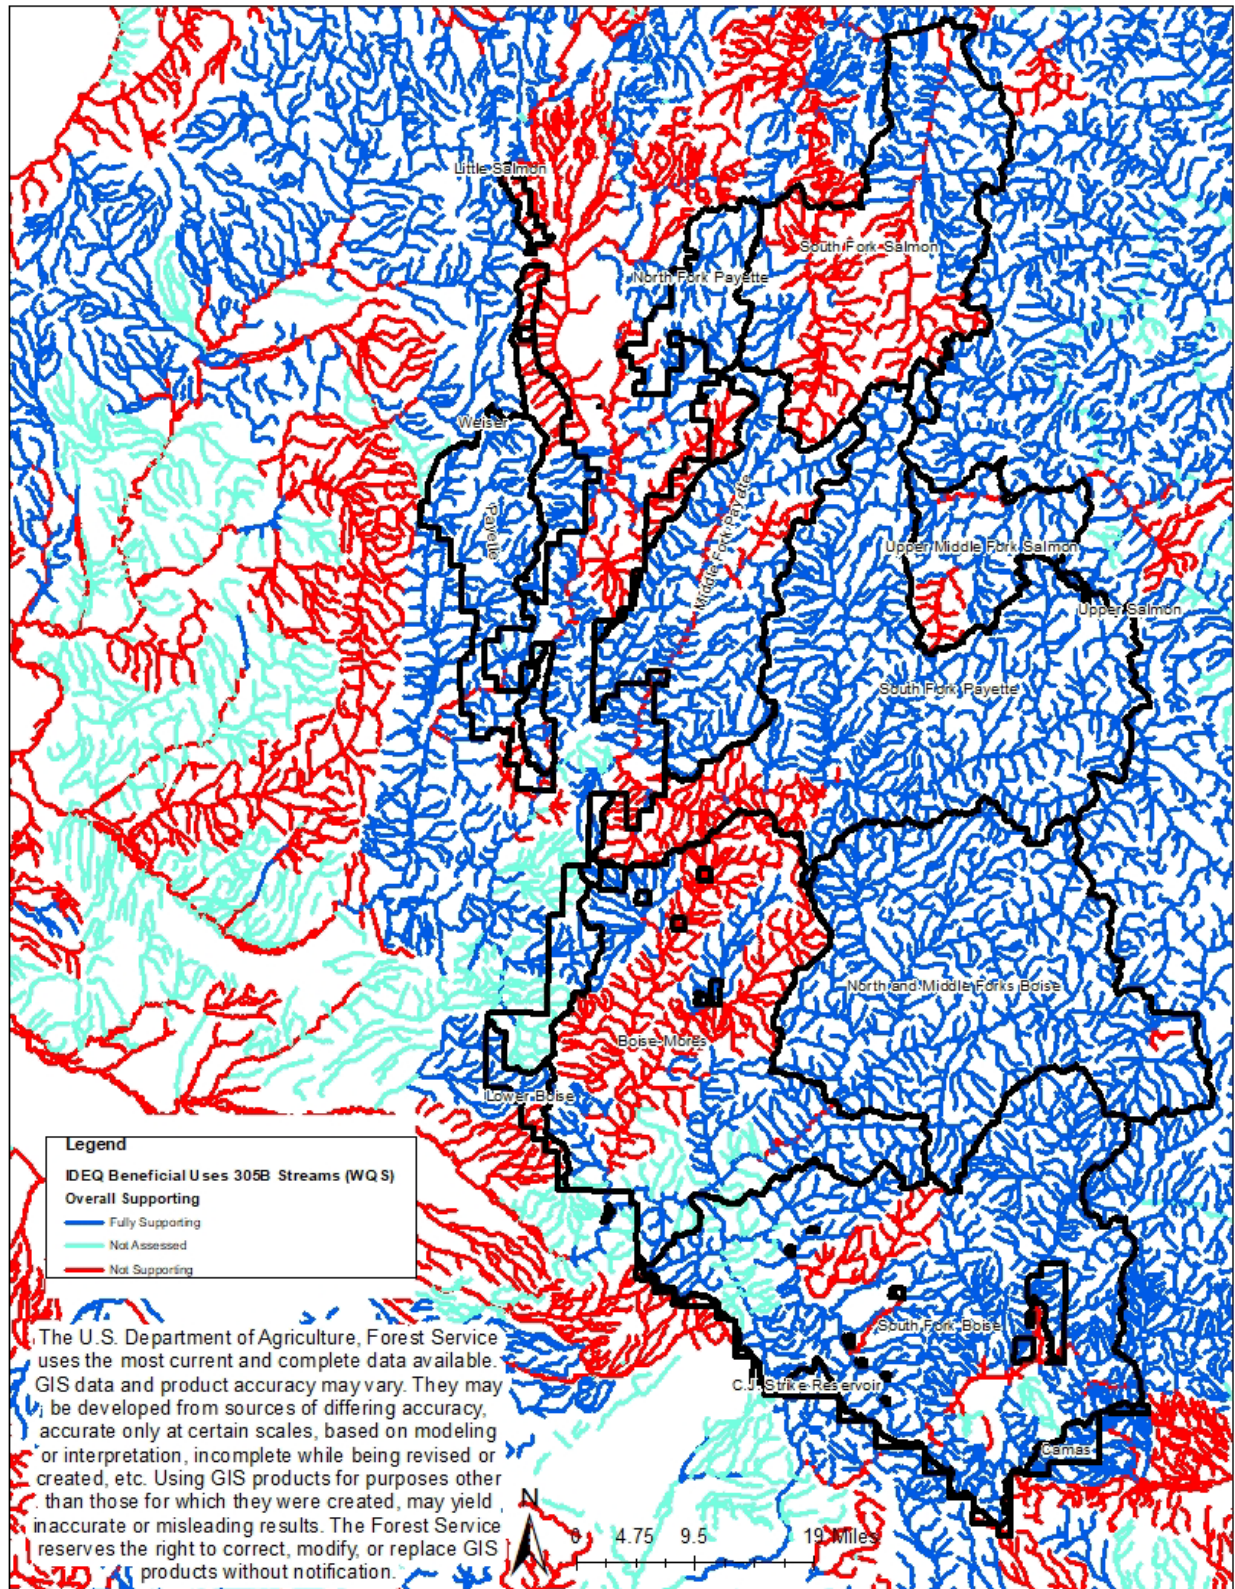 Little Salmon
South Fork Salmon
North Fork Payette
Weiser
Payette
Middle Fork Payette
Upper Middle Fork Salmon
Upper Salmon
South Fork Payette
North and Middle Forks Boise
Boise-Mores
Lower Boise
South Fork Boise
C.J. Strike Reservoir
Camas
Legend
IDEQ Beneficial Uses 305B Streams (WQS)
Overall Supporting
Fully Supporting
Not Assessed
Not Supporting
The U.S. Department of Agriculture, Forest Service
uses the most current and complete data available.
GIS data and product accuracy may vary. They may
be developed from sources of differing accuracy,
accurate only at certain scales, based on modeling
or interpretation, incomplete while being revised or
created, etc. Using GIS products for purposes other
than those for which they were created, may yield
inaccurate or misleading results. The Forest Service
reserves the right to correct, modify, or replace GIS
products without notification.
N
0 4.75 9.5 19 Miles